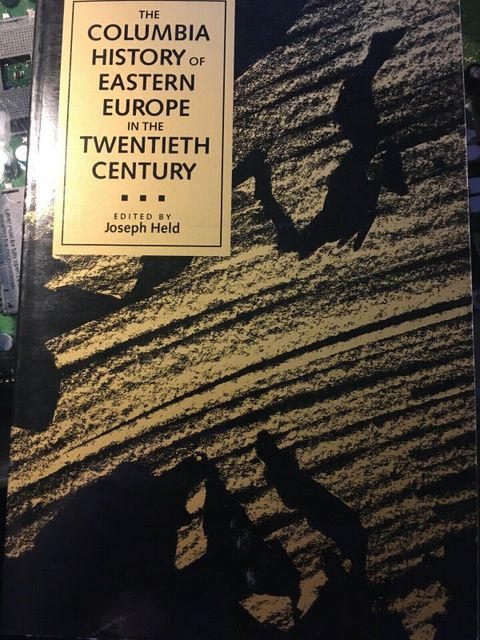 THE
COLUMBIA
HISTORY OF
EASTERN
EUROPE
IN THE
TWENTIETH
CENTURY
EDITED BY
Joseph Held